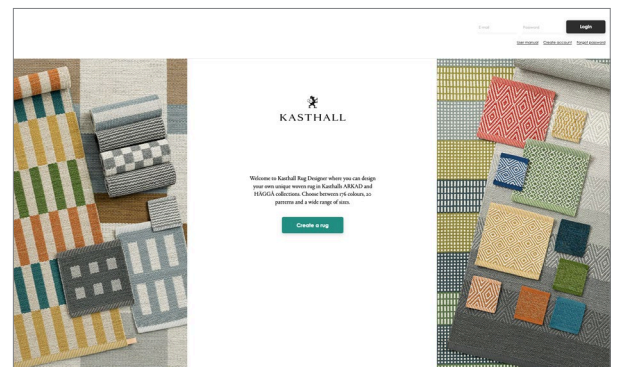 Email
Password
Login
User manual
Create account
Forgot password
KASTHALL
Welcome to Kasthall Rug Designer where you can design
your own unique woven rug in Kasthalls ARKAD and
HÄGGÅ collections. Choose between 176 colours, 20
patterns and a wide range of sizes.
Create a rug